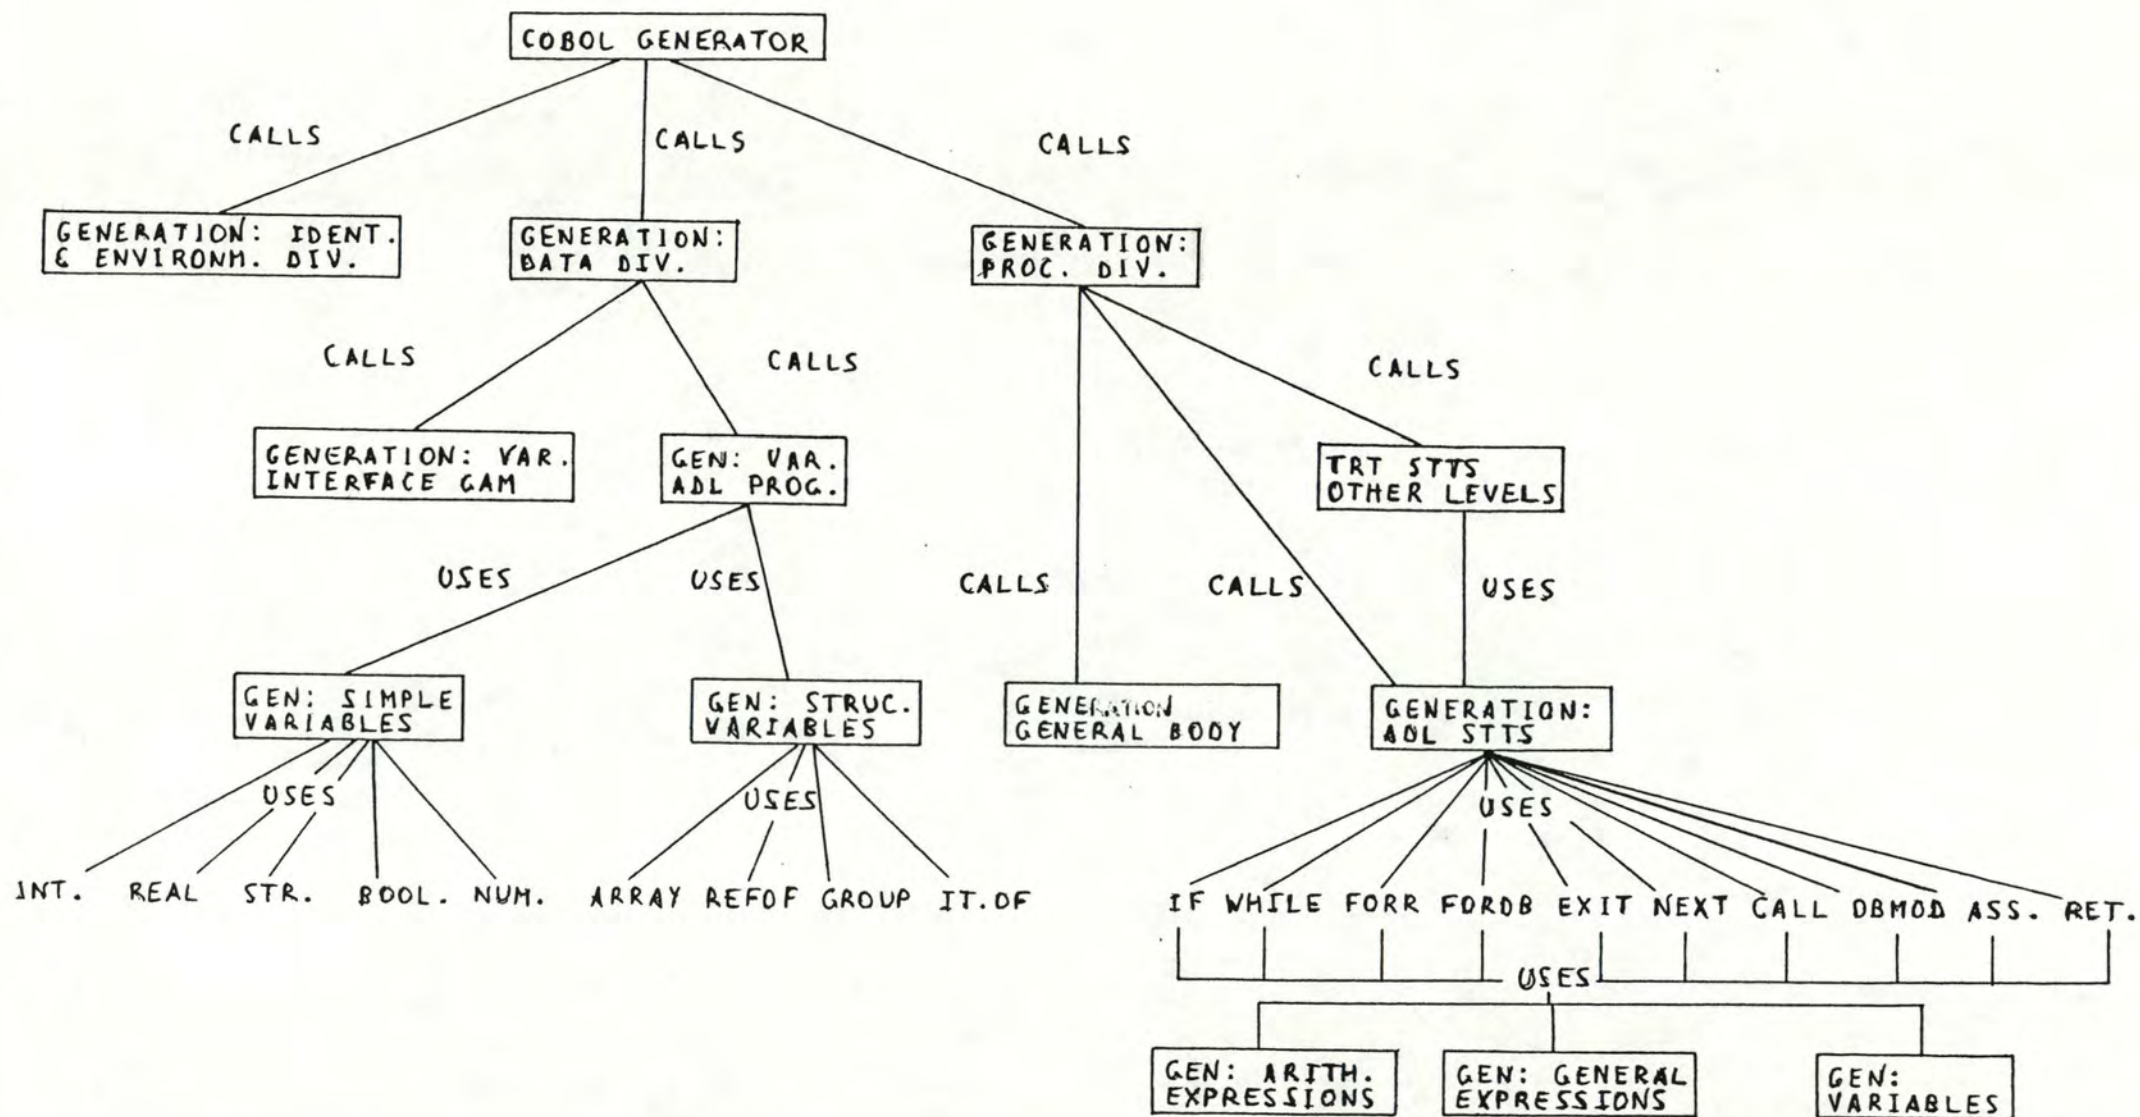 COBOL GENERATOR
CALLS
CALLS
CALLS
GENERATION: IDENT.
& ENVIRONM. DIV.
GENERATION:
DATA DIV.
GENERATION:
PROC. DIV.
CALLS
CALLS
CALLS
GENERATION: VAR.
INTERFACE GAM
GEN: VAR.
ADL PROG.
TRT STTS
OTHER LEVELS
USES
USES
CALLS
CALLS
USES
GEN: SIMPLE
VARIABLES
GEN: STRUC.
VARIABLES
GENERATION
GENERAL BODY
GENERATION:
ADL STTS
USES
USES
USES
INT. REAL STR. BOOL. NUM. ARRAY REFOF GROUP IT.OF
IF WHILE FORR FORDB EXIT NEXT CALL DBMOD ASS. RET.
USES
GEN: ARITH.
EXPRESSIONS
GEN: GENERAL
EXPRESSIONS
GEN:
VARIABLES